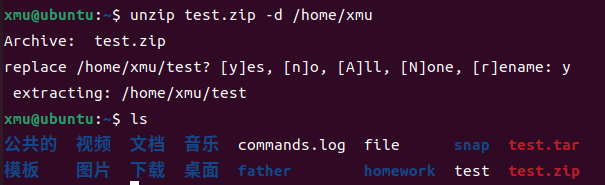 xmu@ubuntu:~$ unzip test.zip -d /home/xmu
Archive:  test.zip
replace /home/xmu/test? [y]es, [n]o, [A]ll, [N]one, [r]ename: y
 extracting: /home/xmu/test
xmu@ubuntu:~$ ls
公共的  视频  文档  音乐  commands.log  file      snap  test.tar
模板    图片  下载  桌面  father        homework  test  test.zip